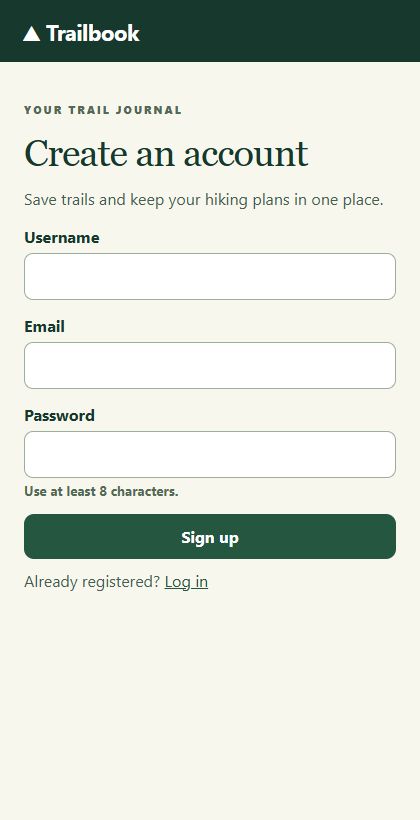 Trailbook
YOUR TRAIL JOURNAL
Create an account
Save trails and keep your hiking plans in one place.
Username
Email
Password
Use at least 8 characters.
Sign up
Already registered? Log in